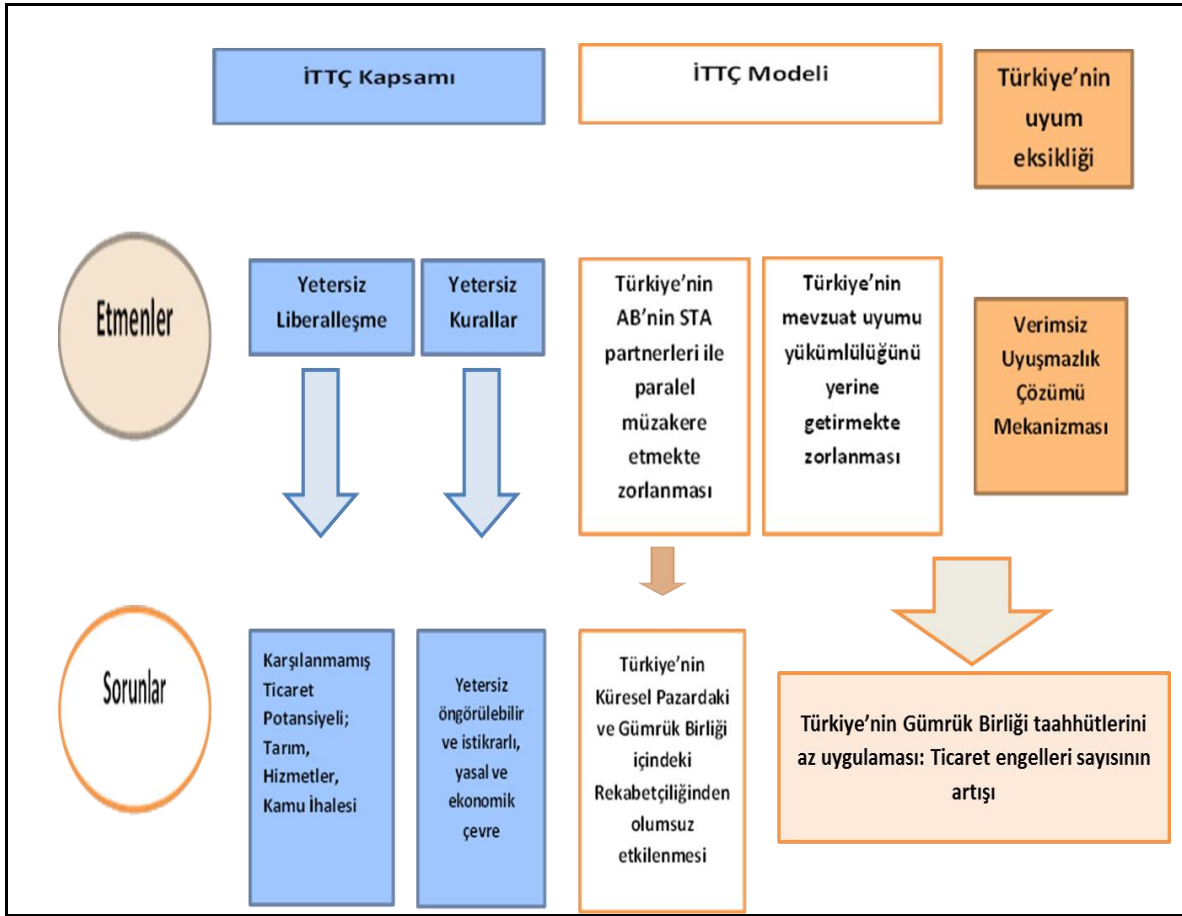 İTTÇ Kapsamı
İTTÇ Modeli
Türkiye’nin
uyum
eksikliği
Etmenler
Yetersiz
Liberalleşme
Yetersiz
Kurallar
Türkiye’nin
AB’nin STA
partnerleri ile
paralel
müzakere
etmekte
zorlanması
Türkiye’nin
mevzuat uyumu
yükümlülüğünü
yerine
getirmekte
zorlanması
Verimsiz
Uyuşmazlık
Çözümü
Mekanizması
Sorunlar
Karşılanmamış
Ticaret
Potansiyeli;
Tarım,
Hizmetler,
Kamu İhalesi
Yetersiz
öngörülebilir
ve istikrarlı,
yasal ve
ekonomik
çevre
Türkiye’nin
Küresel Pazardaki
ve Gümrük Birliği
içindeki
Rekabetçiliğinden
olumsuz
etkilenmesi
Türkiye’nin Gümrük Birliği taahhütlerini
az uygulaması: Ticaret engelleri sayısının
artışı